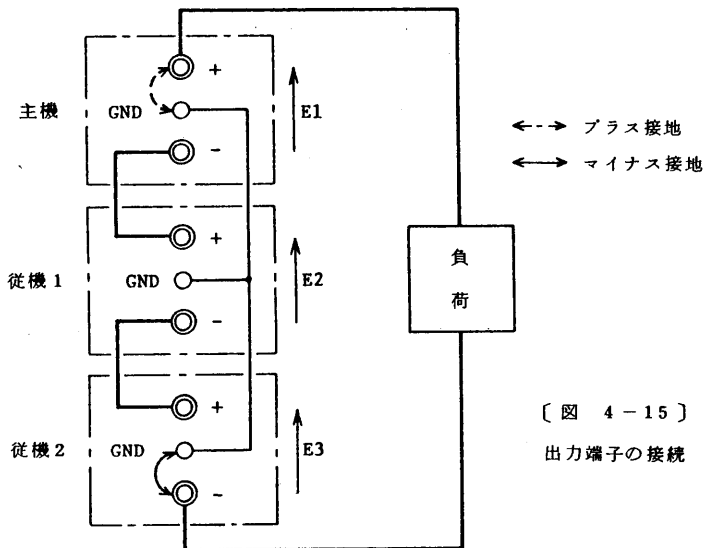 +
主機 GND E1
-
プラス接地
マイナス接地
+
従機1 GND E2
-
負
荷
+
従機2 GND E3
-
〔図 4-15〕
出力端子の接続